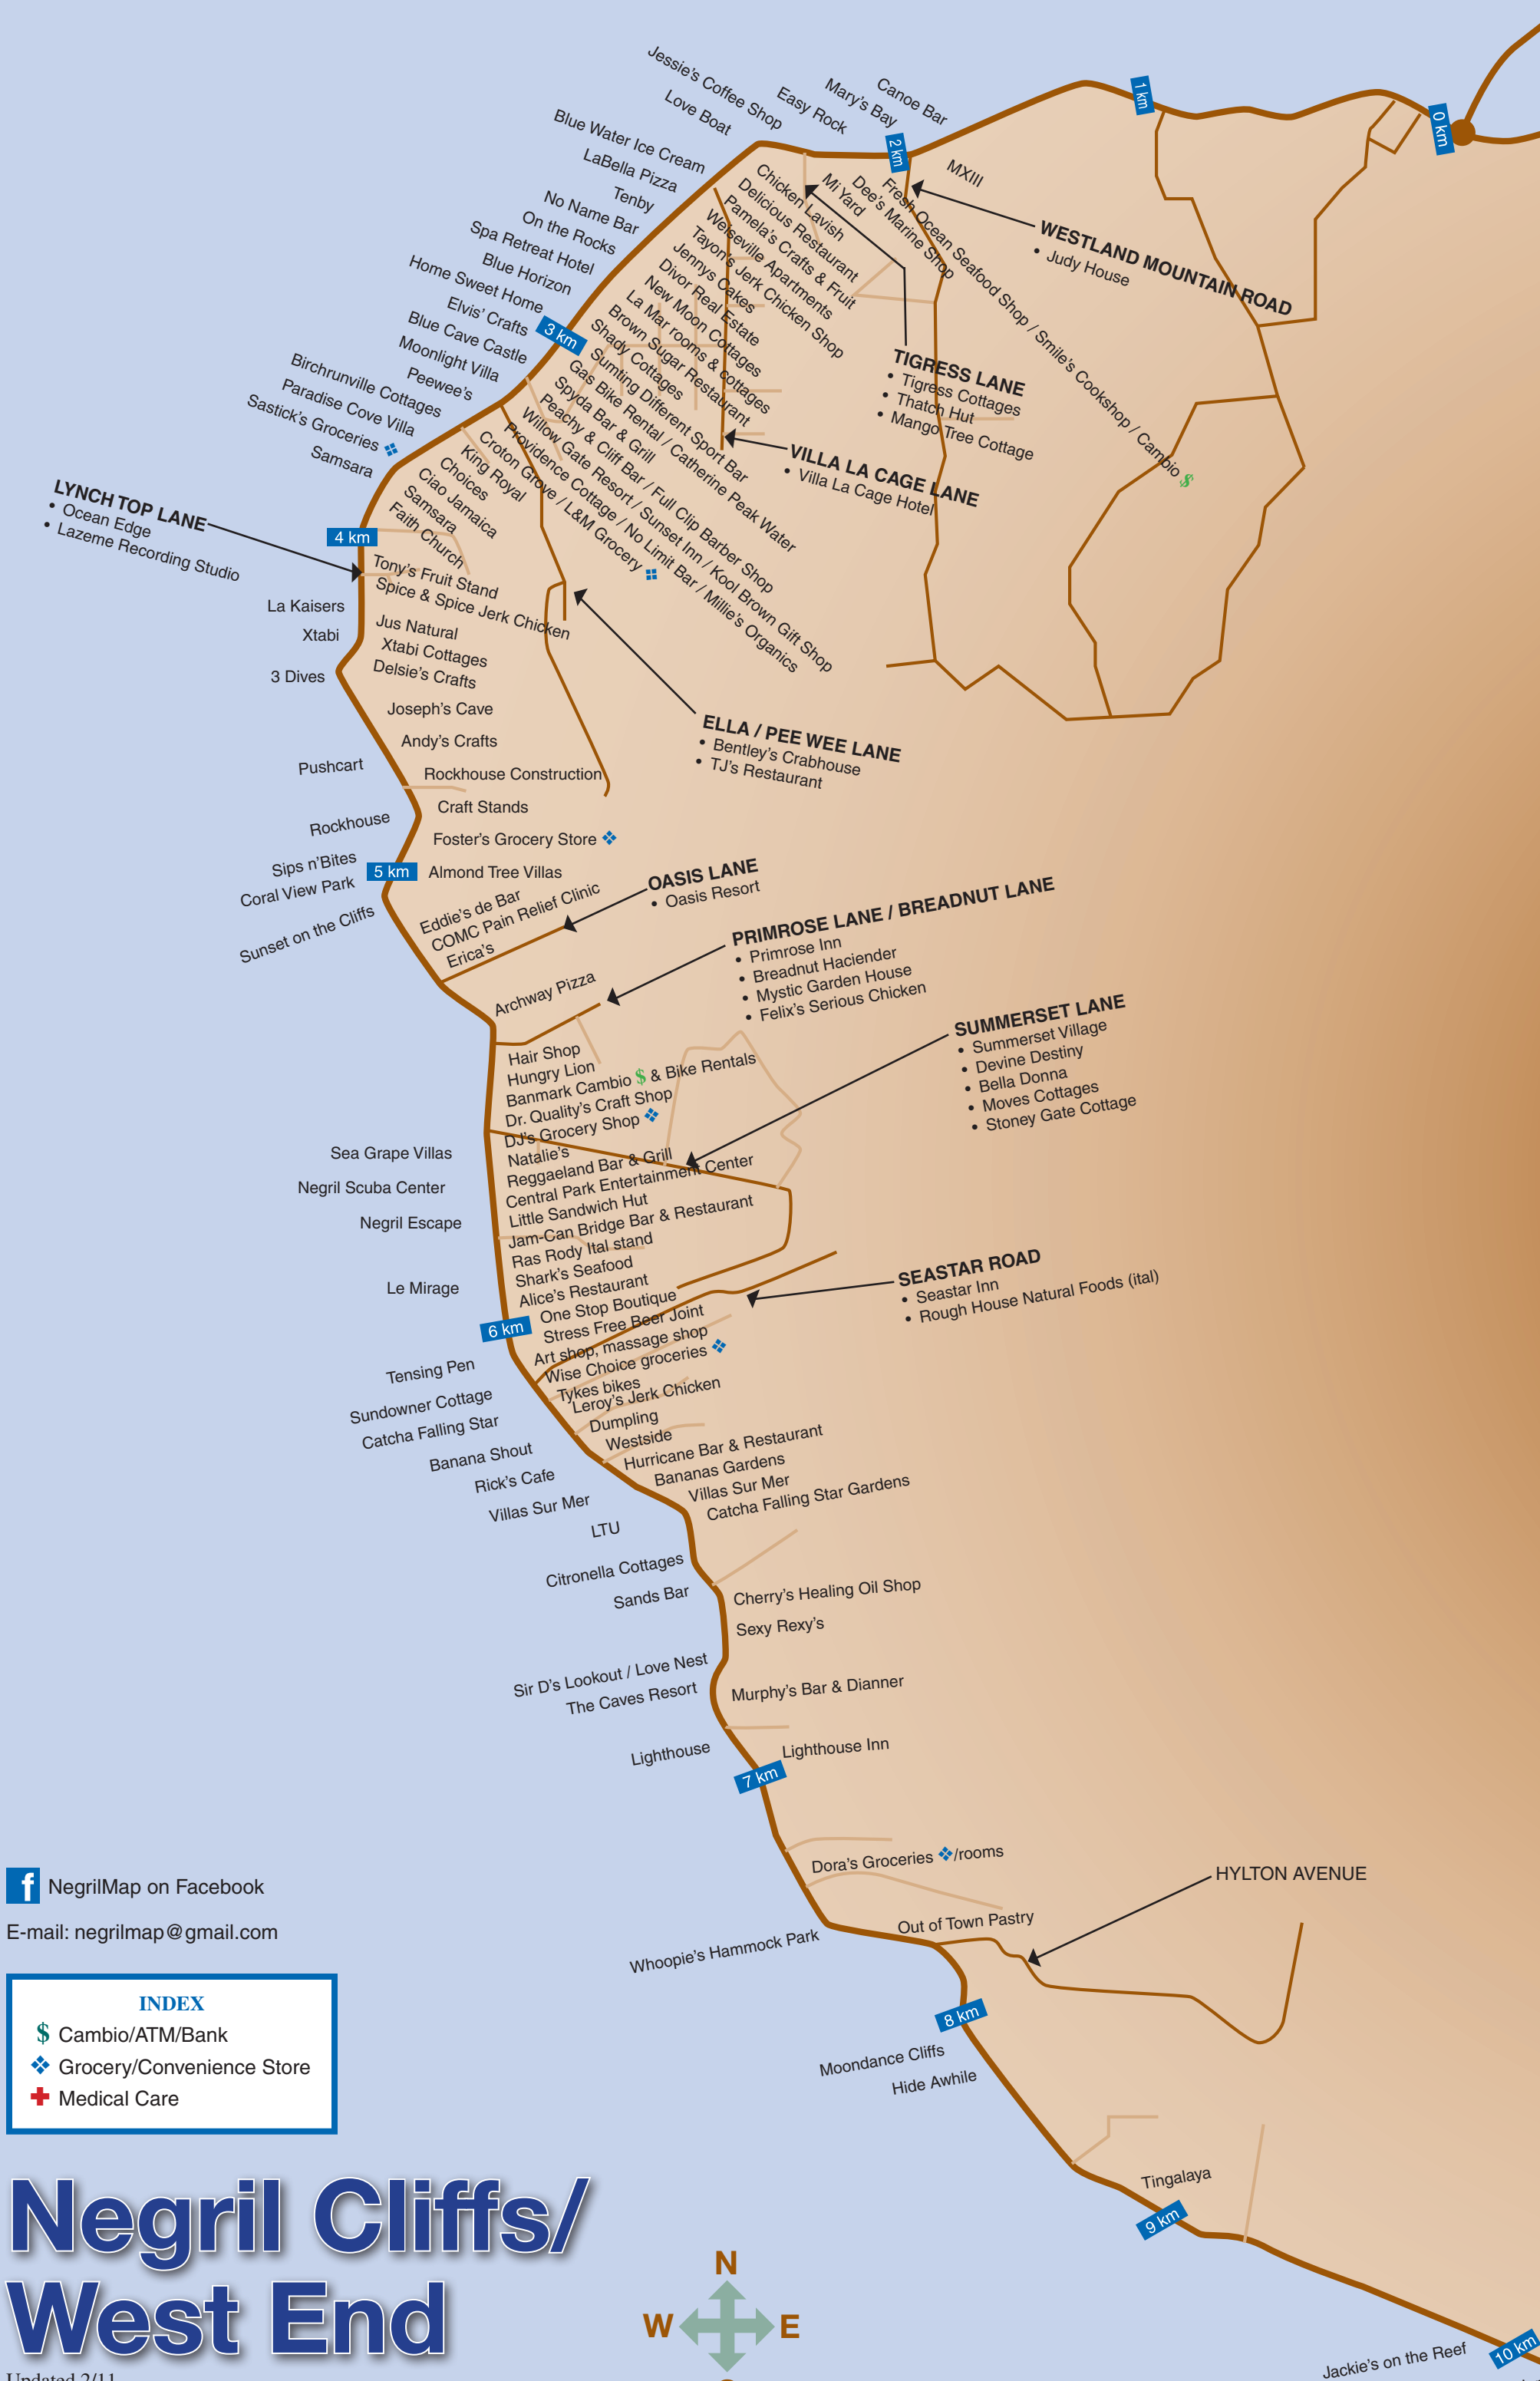 0 km
1 km
2 km
Canoe Bar
Mary's Bay
Easy Rock
Jessie's Coffee Shop
Love Boat
Blue Water Ice Cream
LaBella Pizza
Tenby
No Name Bar
On the Rocks
Spa Retreat Hotel
Blue Horizon
Home Sweet Home
Elvis' Crafts
3 km
Blue Cave Castle
Moonlight Villa
Peewee's
Birchrunville Cottages
Paradise Cove Villa
Sastick's Groceries
Samsara
MXIII
WESTLAND MOUNTAIN ROAD
• Judy House
Fresh Ocean Seafood Shop / Smile's Cookshop / Cambio $
Dee's Marine Shop
Mi Yard
Chicken Lavish
Delicious Restaurant
Pamela's Crafts & Fruit
Welseville Apartments
Tayon's Jerk Chicken Shop
Jennys Cakes
Divor Real Estate
New Moon Cottages
La Mar rooms & cottages
Brown Sugar Restaurant
Shady Cottages
Sumting Different Sport Bar
Gas Bike Rental / Catherine Peak Water
Spyda Bar & Grill
Peachy & Cliff Bar / Full Clip Barber Shop
Willow Gate Resort / Sunset Inn / Kool Brown Gift Shop
Providence Cottage / No Limit Bar / Millie's Organics
Croton Grove / L&M Grocery
King Royal
Choices
Ciao Jamaica
Samsara
Faith Church
TIGRESS LANE
• Tigress Cottages
• Thatch Hut
• Mango Tree Cottage
VILLA LA CAGE LANE
• Villa La Cage Hotel
LYNCH TOP LANE
• Ocean Edge
• Lazeme Recording Studio
4 km
Tony's Fruit Stand
Spice & Spice Jerk Chicken
La Kaisers
Xtabi
Jus Natural
Xtabi Cottages
3 Dives
Delsie's Crafts
Joseph's Cave
Andy's Crafts
ELLA / PEE WEE LANE
• Bentley's Crabhouse
• TJ's Restaurant
Pushcart
Rockhouse Construction
Craft Stands
Rockhouse
Foster's Grocery Store
Sips n'Bites
5 km
Almond Tree Villas
Coral View Park
Sunset on the Cliffs
Eddie's de Bar
COMC Pain Relief Clinic
Erica's
OASIS LANE
• Oasis Resort
Archway Pizza
PRIMROSE LANE / BREADNUT LANE
• Primrose Inn
• Breadnut Haciender
• Mystic Garden House
• Felix's Serious Chicken
Hair Shop
Hungry Lion
Banmark Cambio $ & Bike Rentals
Dr. Quality's Craft Shop
DJ's Grocery Shop
SUMMERSET LANE
• Summerset Village
• Devine Destiny
• Bella Donna
• Moves Cottages
• Stoney Gate Cottage
Sea Grape Villas
Negril Scuba Center
Negril Escape
Le Mirage
Natalie's
Reggaeland Bar & Grill
Central Park Entertainment Center
Little Sandwich Hut
Jam-Can Bridge Bar & Restaurant
Ras Rody Ital stand
Shark's Seafood
Alice's Restaurant
One Stop Boutique
Stress Free Beer Joint
Art shop, massage shop
Wise Choice groceries
Tykes bikes
Leroy's Jerk Chicken
Dumpling
Westside
Hurricane Bar & Restaurant
Bananas Gardens
Villas Sur Mer
Catcha Falling Star Gardens
SEASTAR ROAD
• Seastar Inn
• Rough House Natural Foods (ital)
6 km
Tensing Pen
Sundowner Cottage
Catcha Falling Star
Banana Shout
Rick's Cafe
Villas Sur Mer
LTU
Citronella Cottages
Sands Bar
Cherry's Healing Oil Shop
Sexy Rexy's
Sir D's Lookout / Love Nest
The Caves Resort
Murphy's Bar & Dianner
Lighthouse
Lighthouse Inn
7 km
Dora's Groceries /rooms
HYLTON AVENUE
Out of Town Pastry
Whoopie's Hammock Park
8 km
Moondance Cliffs
Hide Awhile
Tingalaya
9 km
10 km
Jackie's on the Reef
f NegrilMap on Facebook
E-mail: negrilmap@gmail.com
INDEX
$ Cambio/ATM/Bank
Grocery/Convenience Store
Medical Care
Negril Cliffs/
West End
Updated 2/11
N
W E